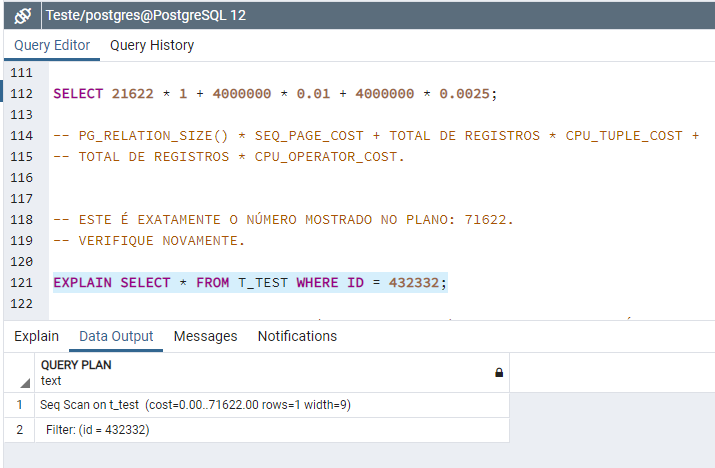 Teste/postgres@PostgreSQL 12
Query Editor Query History
111
112 SELECT 21622 * 1 + 4000000 * 0.01 + 4000000 * 0.0025;
113
114 -- PG_RELATION_SIZE() * SEQ_PAGE_COST + TOTAL DE REGISTROS * CPU_TUPLE_COST +
115 -- TOTAL DE REGISTROS * CPU_OPERATOR_COST.
116
117
118 -- ESTE É EXATAMENTE O NÚMERO MOSTRADO NO PLANO: 71622.
119 -- VERIFIQUE NOVAMENTE.
120
121 EXPLAIN SELECT * FROM T_TEST WHERE ID = 432332;
122
Explain Data Output Messages Notifications
QUERY PLAN
text
1 Seq Scan on t_test (cost=0.00..71622.00 rows=1 width=9)
2 Filter: (id = 432332)